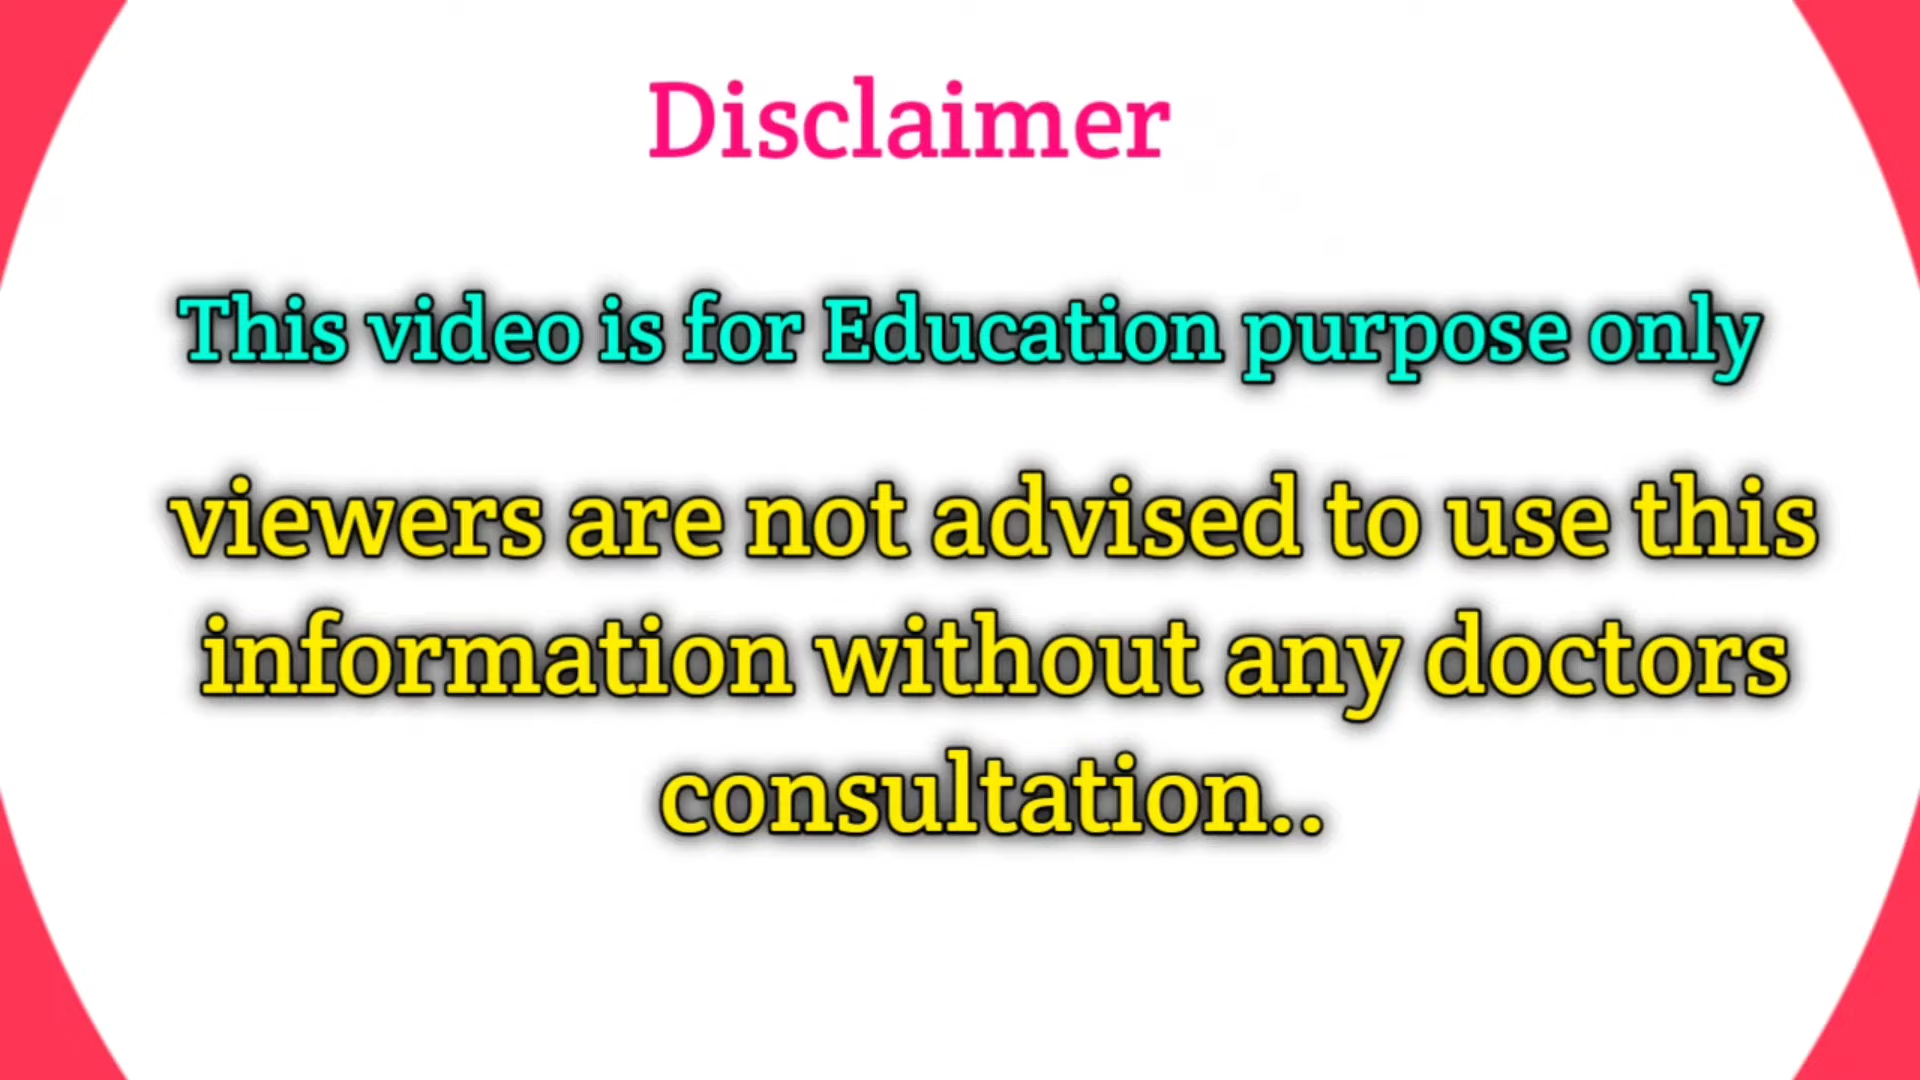 Disclaimer
This video is for Education purpose only
viewers are not advised to use this
information without any doctors
consultation..